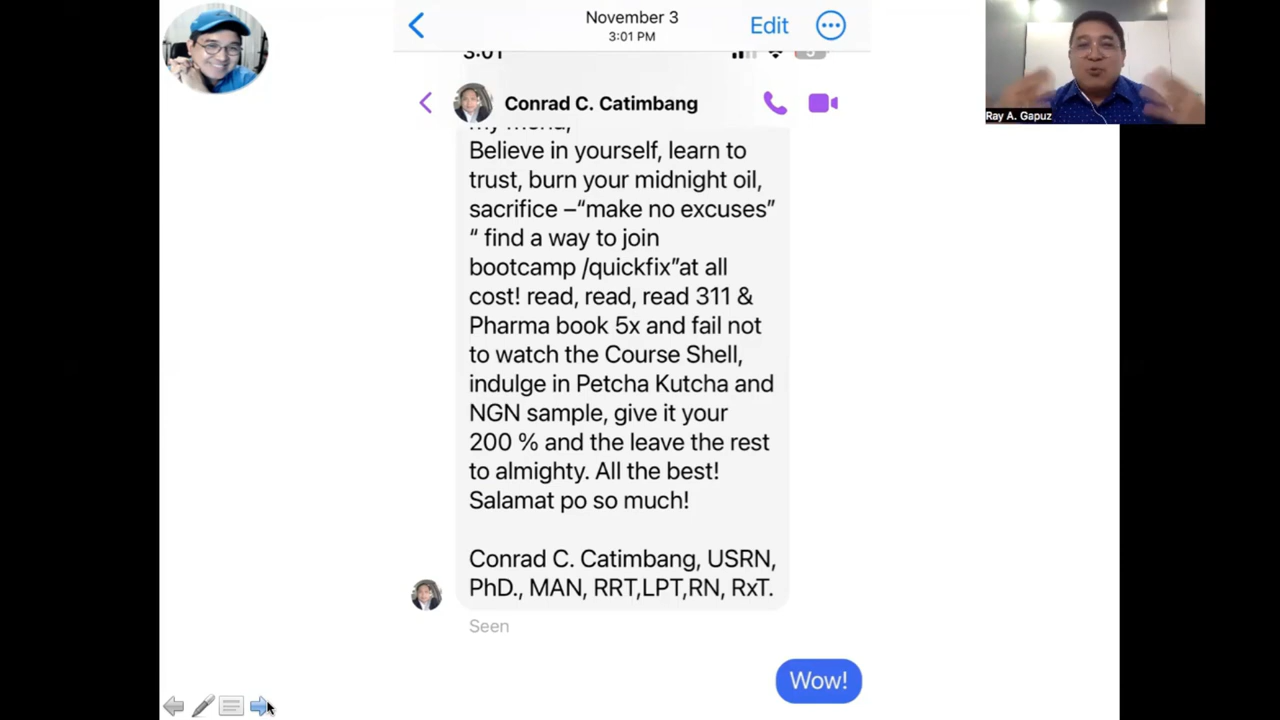 November 3
3:01 PM
Edit
3:01
Conrad C. Catimbang
my friend,
Believe in yourself, learn to
trust, burn your midnight oil,
sacrifice –“make no excuses”
“ find a way to join
bootcamp /quickfix”at all
cost! read, read, read 311 &
Pharma book 5x and fail not
to watch the Course Shell,
indulge in Petcha Kutcha and
NGN sample, give it your
200 % and the leave the rest
to almighty. All the best!
Salamat po so much!
Conrad C. Catimbang, USRN,
PhD., MAN, RRT,LPT,RN, RxT.
Seen
Wow!
Ray A. Gapuz